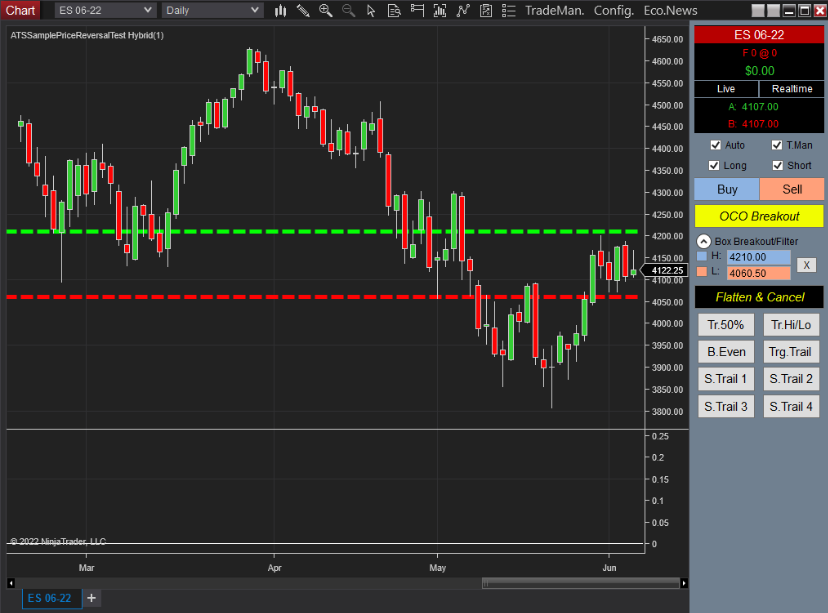 Chart ES 06-22 Daily TradeMan. Config. Eco.News
ATSSamplePriceReversalTest Hybrid(1)
4650.00
4600.00
4550.00
4500.00
4450.00
4400.00
4350.00
4300.00
4250.00
4200.00
4150.00
4122.25
4100.00
4050.00
4000.00
3950.00
3900.00
3850.00
3800.00
0.25
0.2
0.15
0.1
0.05
0
© 2022 NinjaTrader, LLC
Mar Apr May Jun
ES 06-22 +
ES 06-22
F 0 @ 0
$0.00
Live Realtime
A: 4107.00
B: 4107.00
Auto T.Man
Long Short
Buy Sell
OCO Breakout
Box Breakout/Filter
H: 4210.00
L: 4060.50
X
Flatten & Cancel
Tr.50% Tr.Hi/Lo
B.Even Trg.Trail
S.Trail 1 S.Trail 2
S.Trail 3 S.Trail 4